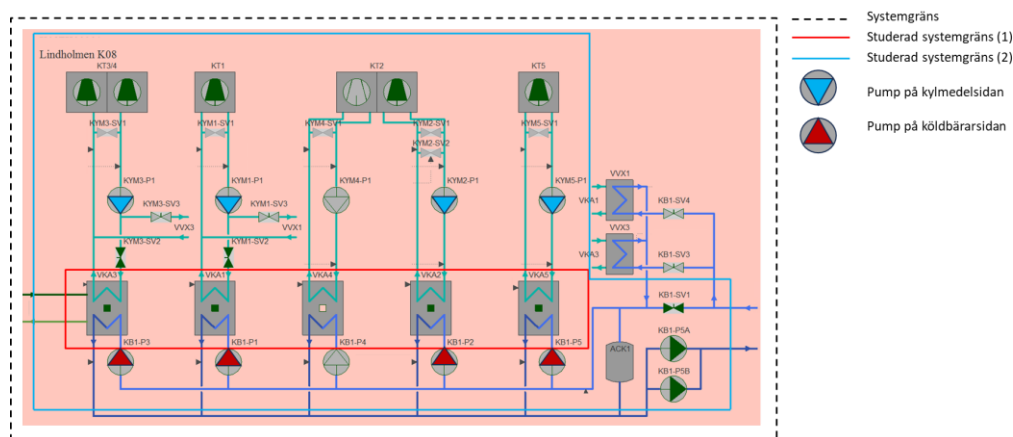 Systemgräns
Studerad systemgräns (1)
Studerad systemgräns (2)
Pump på kylmedelsidan
Pump på köldbärarsidan
Lindholmen K08
KT3/4
KT1
KT2
KT5
KYM3-SV1
KYM1-SV1
KYM4-SV1
KYM2-SV1
KYM5-SV1
KYM2-SV2
KYM3-P1
KYM1-P1
KYM4-P1
KYM2-P1
KYM5-P1
VVX1
KYM3-SV3
KYM1-SV3
VKA1
KB1-SV4
VVX3
VVX1
VVX3
KYM3-SV2
KYM1-SV2
VKA3
KB1-SV3
VKA3
VKA1
VKA4
VKA2
VKA5
KB1-SV1
KB1-P3
KB1-P1
KB1-P4
KB1-P2
KB1-P5
KB1-P5A
ACK1
KB1-P5B